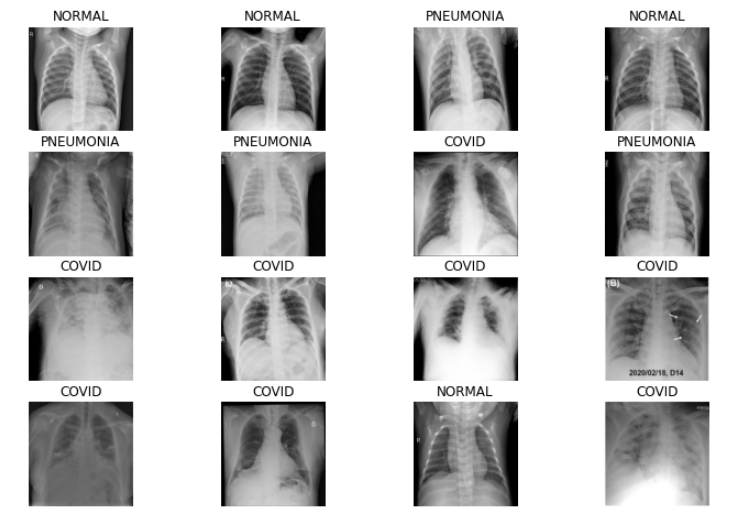 NORMAL
NORMAL
PNEUMONIA
NORMAL
R
R
R
PNEUMONIA
PNEUMONIA
COVID
PNEUMONIA
COVID
COVID
COVID
COVID
D
(B)
R
2020/02/18, D14
COVID
COVID
NORMAL
COVID
R